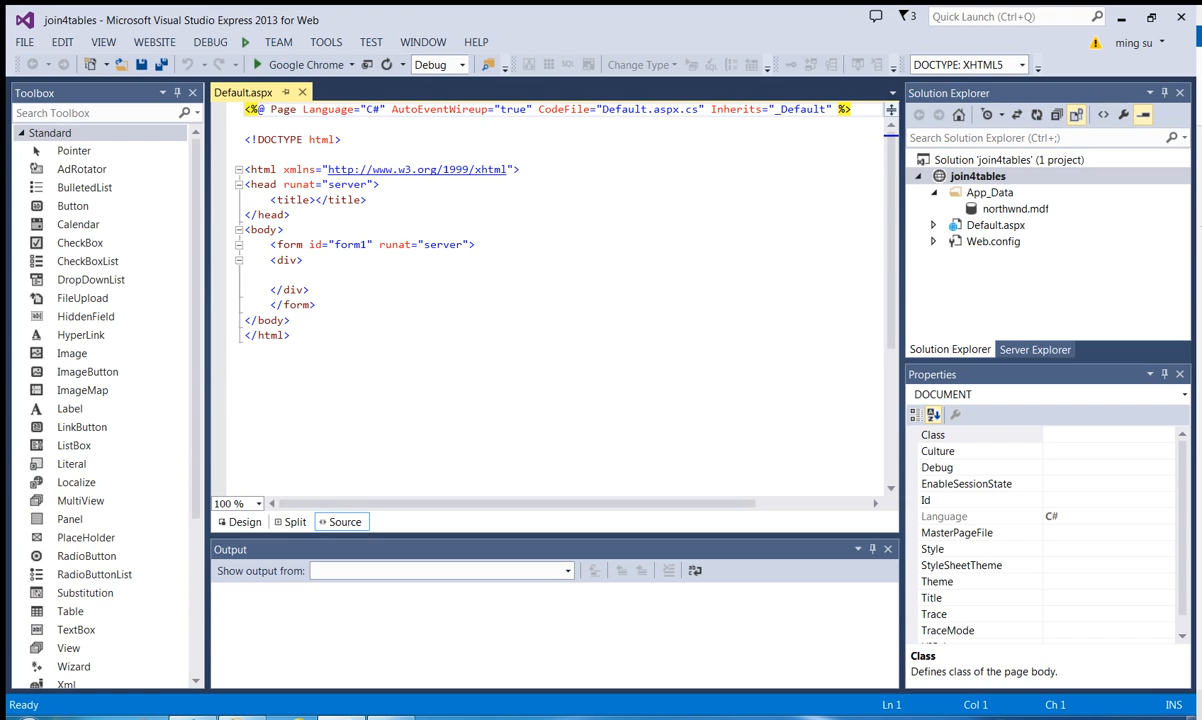 join4tables - Microsoft Visual Studio Express 2013 for Web
3
Quick Launch (Ctrl+Q)
FILE EDIT VIEW WEBSITE DEBUG TEAM TOOLS TEST WINDOW HELP
ming su
Google Chrome
Debug
Change Type
DOCTYPE: XHTML5
Toolbox
Search Toolbox
Standard
Pointer
AdRotator
BulletedList
Button
Calendar
CheckBox
CheckBoxList
DropDownList
FileUpload
HiddenField
HyperLink
Image
ImageButton
ImageMap
Label
LinkButton
ListBox
Literal
Localize
MultiView
Panel
PlaceHolder
RadioButton
RadioButtonList
Substitution
Table
TextBox
View
Wizard
Xml
Default.aspx
<%@ Page Language="C#" AutoEventWireup="true" CodeFile="Default.aspx.cs" Inherits="_Default" %>
<!DOCTYPE html>
<html xmlns="http://www.w3.org/1999/xhtml">
<head runat="server">
<title></title>
</head>
<body>
<form id="form1" runat="server">
<div>
</div>
</form>
</body>
</html>
100 %
Design Split Source
Output
Show output from:
Solution Explorer
Search Solution Explorer (Ctrl+;)
Solution 'join4tables' (1 project)
join4tables
App_Data
northwnd.mdf
Default.aspx
Web.config
Solution Explorer Server Explorer
Properties
DOCUMENT
Class
Culture
Debug
EnableSessionState
Id
Language C#
MasterPageFile
Style
StyleSheetTheme
Theme
Title
Trace
TraceMode
Class
Defines class of the page body.
Ready
Ln 1 Col 1 Ch 1 INS